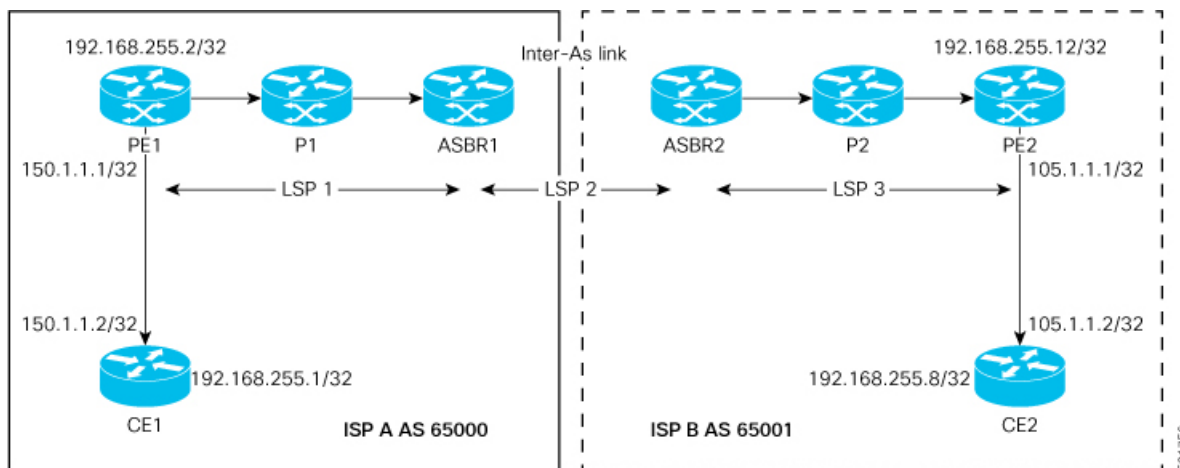 192.168.255.2/32
Inter-As link
192.168.255.12/32
PE1
P1
ASBR1
ASBR2
P2
PE2
150.1.1.1/32
105.1.1.1/32
LSP 1
LSP 2
LSP 3
150.1.1.2/32
105.1.1.2/32
192.168.255.1/32
192.168.255.8/32
CE1
ISP A AS 65000
ISP B AS 65001
CE2